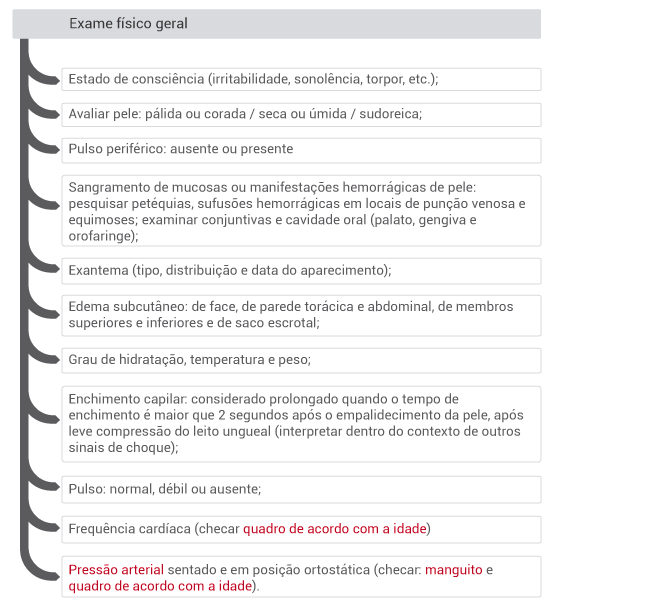 Exame físico geral
Estado de consciência (irritabilidade, sonolência, torpor, etc.);
Avaliar pele: pálida ou corada / seca ou úmida / sudoreica;
Pulso periférico: ausente ou presente
Sangramento de mucosas ou manifestações hemorrágicas de pele:
pesquisar petéquias, sufusões hemorrágicas em locais de punção venosa e
equimoses; examinar conjuntivas e cavidade oral (palato, gengiva e
orofaringe);
Exantema (tipo, distribuição e data do aparecimento);
Edema subcutâneo: de face, de parede torácica e abdominal, de membros
superiores e inferiores e de saco escrotal;
Grau de hidratação, temperatura e peso;
Enchimento capilar: considerado prolongado quando o tempo de
enchimento é maior que 2 segundos após o empalidecimento da pele, após
leve compressão do leito ungueal (interpretar dentro do contexto de outros
sinais de choque);
Pulso: normal, débil ou ausente;
Frequência cardíaca (checar quadro de acordo com a idade)
Pressão arterial sentado e em posição ortostática (checar: manguito e
quadro de acordo com a idade).